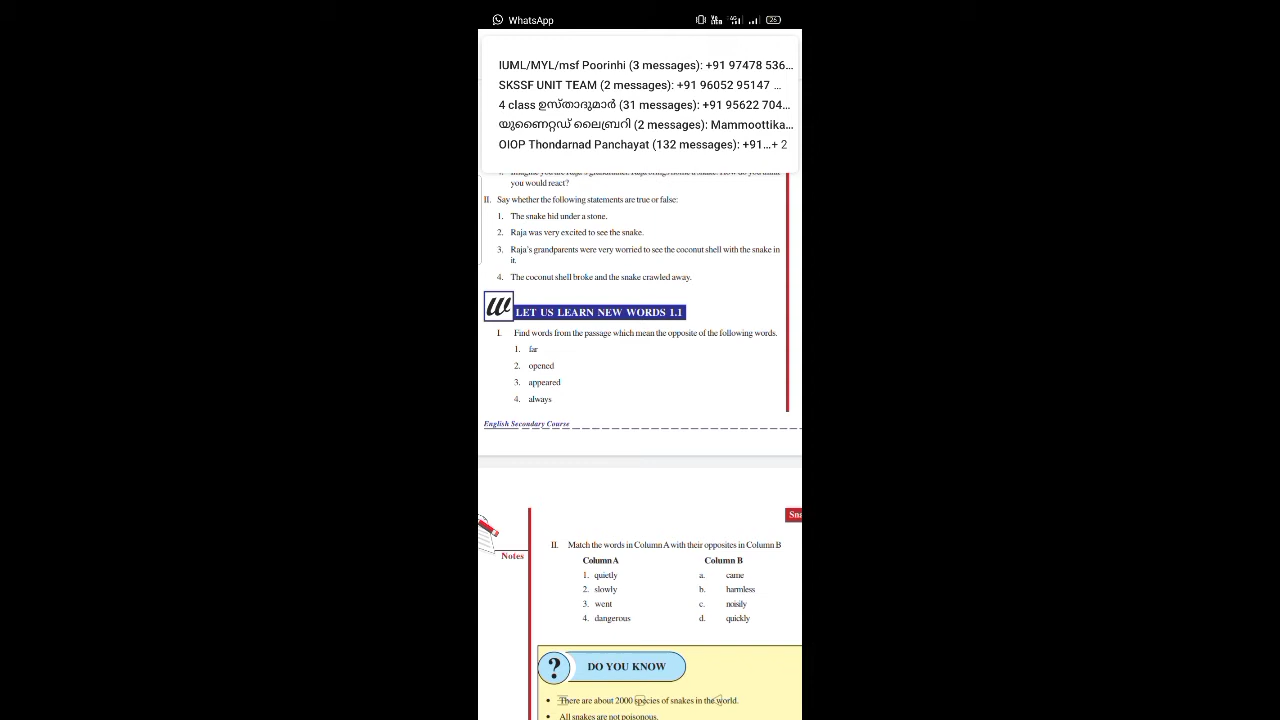 WhatsApp
26
IUML/MYL/msf Poorinhi (3 messages): +91 97478 536...
SKSSF UNIT TEAM (2 messages): +91 96052 95147 ...
4 class ഉസ്താദുമാർ (31 messages): +91 95622 704...
യുണൈറ്റഡ് ലൈബ്രറി (2 messages): Mammoottika...
OIOP Thondarnad Panchayat (132 messages): +91...+ 2
you would react?
II. Say whether the following statements are true or false:
1. The snake hid under a stone.
2. Raja was very excited to see the snake.
3. Raja's grandparents were very worried to see the coconut shell with the snake in
it.
4. The coconut shell broke and the snake crawled away.
W LET US LEARN NEW WORDS 1.1
I. Find words from the passage which mean the opposite of the following words.
1. far
2. opened
3. appeared
4. always
English Secondary Course
Sna
Notes
II. Match the words in Column A with their opposites in Column B
Column A Column B
1. quietly a. came
2. slowly b. harmless
3. went c. noisily
4. dangerous d. quickly
? DO YOU KNOW
• There are about 2000 species of snakes in the world.
• All snakes are not poisonous.